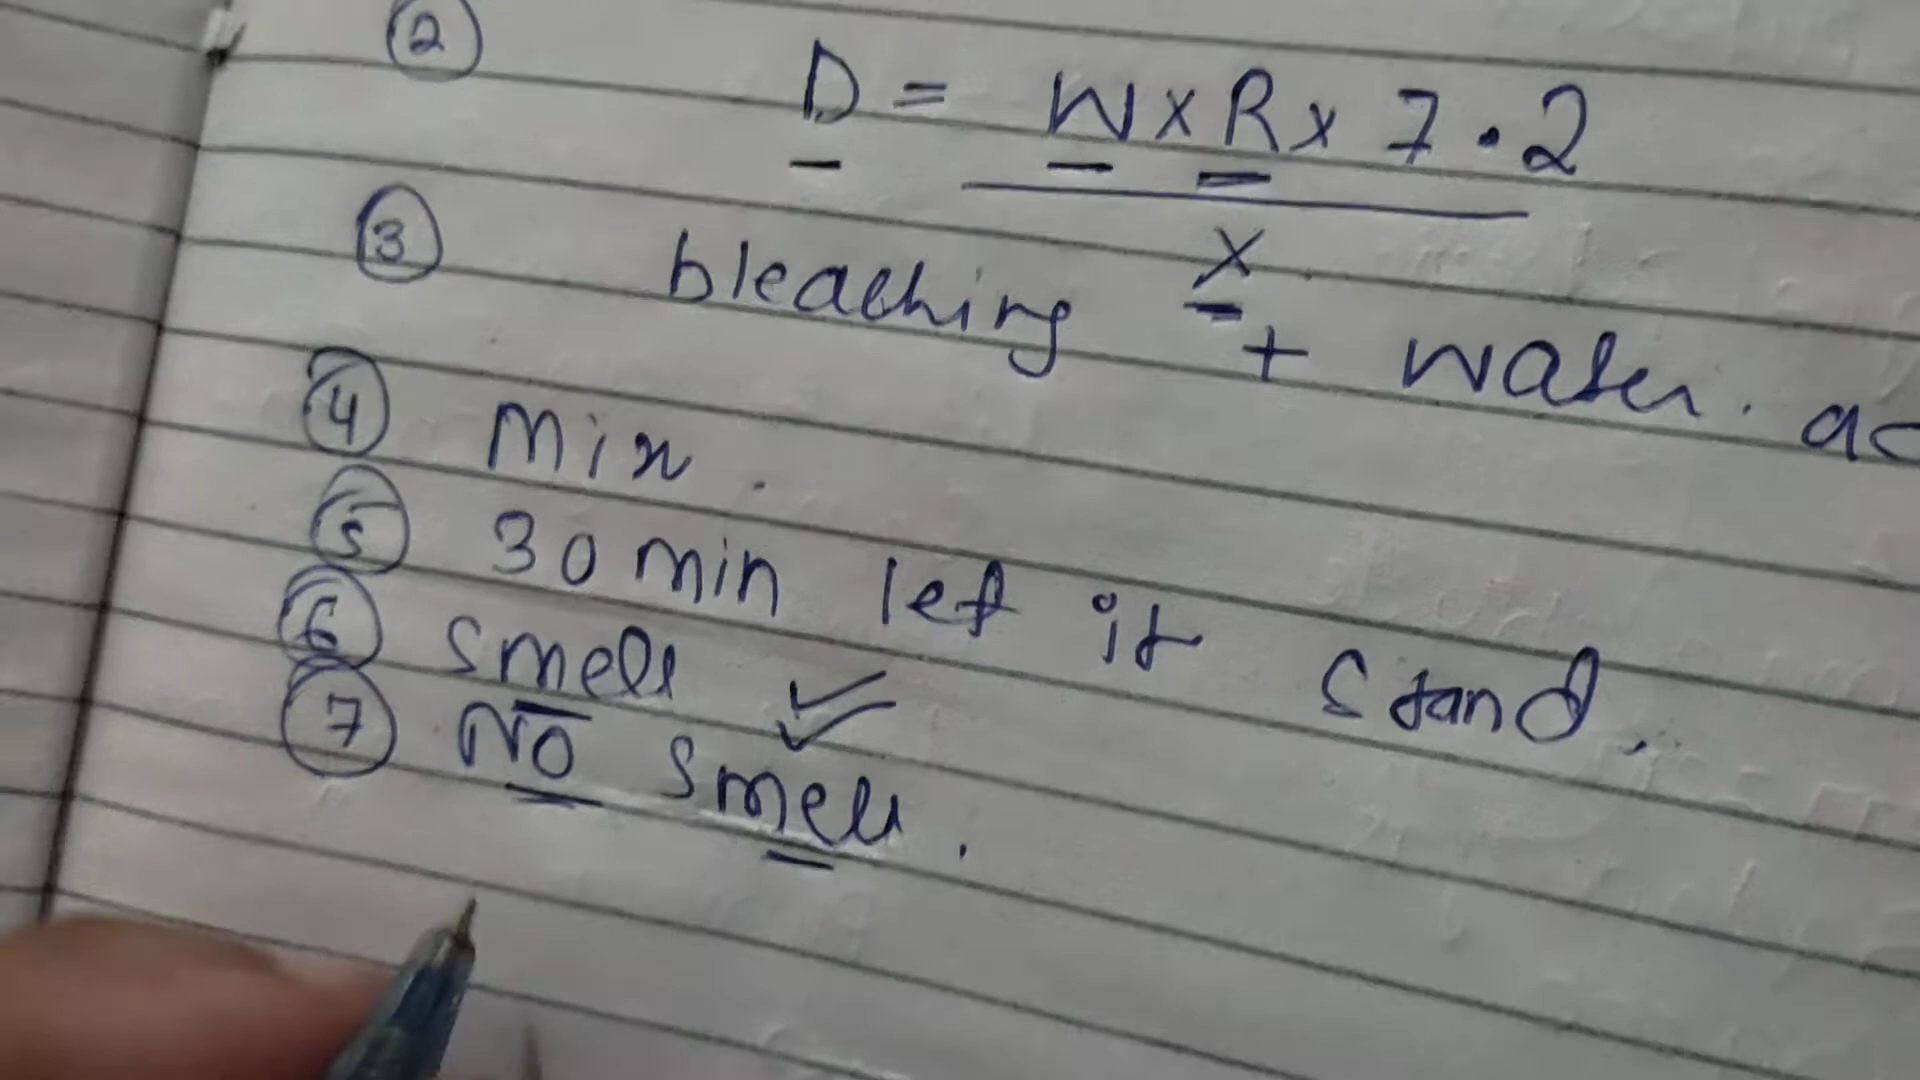 ② D = W x R x 7.2
x
③ bleaching + water. ad
④ Mix.
⑤ 30 min let it stand.
⑥ smell ✓✓
⑦ NO smell.